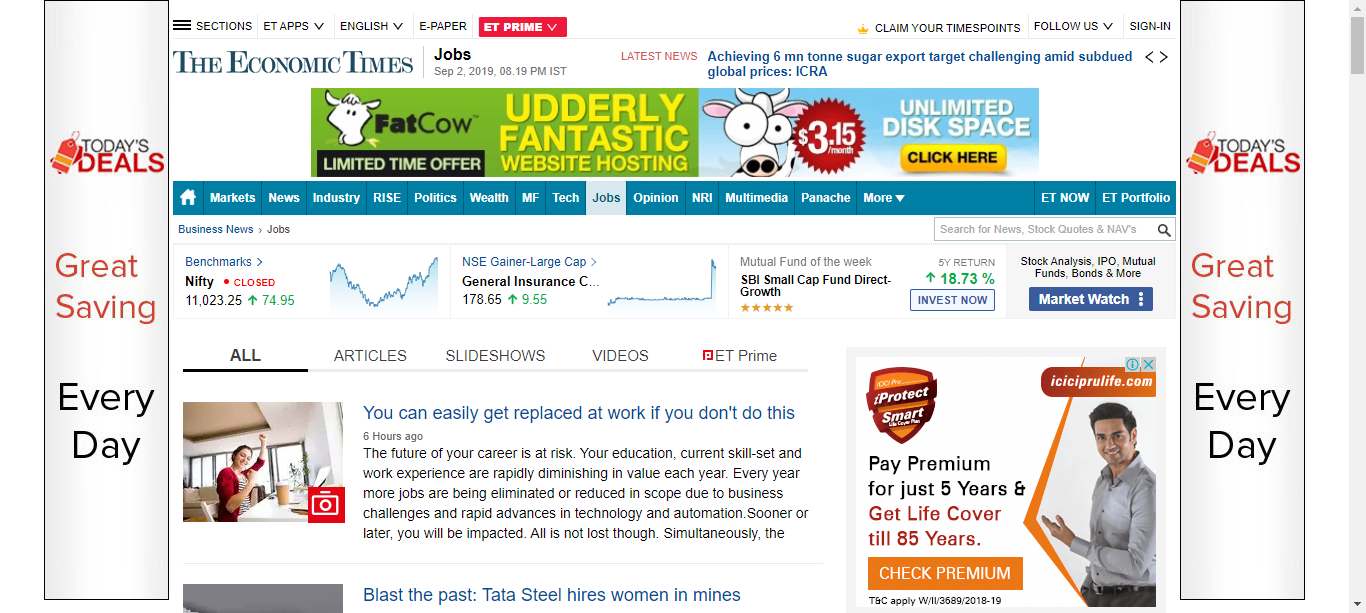 SECTIONS
ET APPS
ENGLISH
E-PAPER
ET PRIME
CLAIM YOUR TIMESPOINTS
FOLLOW US
SIGN-IN
THE ECONOMIC TIMES
Jobs
Sep 2, 2019, 08.19 PM IST
LATEST NEWS
Achieving 6 mn tonne sugar export target challenging amid subdued
global prices: ICRA
TODAY'S
DEALS
Great
Saving
Every
Day
FatCow
LIMITED TIME OFFER
UDDERLY
FANTASTIC
WEBSITE HOSTING
$3.15
/month
UNLIMITED
DISK SPACE
CLICK HERE
TODAY'S
DEALS
Great
Saving
Every
Day
Markets News Industry RISE Politics Wealth MF Tech Jobs Opinion NRI Multimedia Panache More ET NOW ET Portfolio
Business News › Jobs
Search for News, Stock Quotes & NAV's
Benchmarks
Nifty CLOSED
11,023.25 74.95
NSE Gainer-Large Cap
General Insurance C...
178.65 9.55
Mutual Fund of the week
SBI Small Cap Fund Direct-
Growth
★★★★★
5Y RETURN
18.73 %
INVEST NOW
Stock Analysis, IPO, Mutual
Funds, Bonds & More
Market Watch
ALL ARTICLES SLIDESHOWS VIDEOS ET Prime
You can easily get replaced at work if you don't do this
6 Hours ago
The future of your career is at risk. Your education, current skill-set and
work experience are rapidly diminishing in value each year. Every year
more jobs are being eliminated or reduced in scope due to business
challenges and rapid advances in technology and automation.Sooner or
later, you will be impacted. All is not lost though. Simultaneously, the
Blast the past: Tata Steel hires women in mines
ICICI Pru
iProtect
Smart
Life Cover Plan
iciciprulife.com
Pay Premium
for just 5 Years &
Get Life Cover
till 85 Years.
CHECK PREMIUM
T&C apply W/II/3689/2018-19